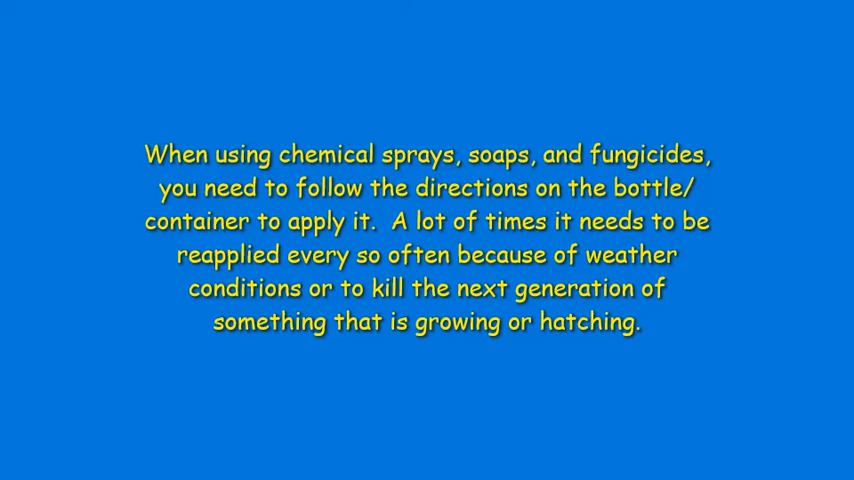 When using chemical sprays, soaps, and fungicides,
you need to follow the directions on the bottle/
container to apply it.  A lot of times it needs to be
reapplied every so often because of weather
conditions or to kill the next generation of
something that is growing or hatching.